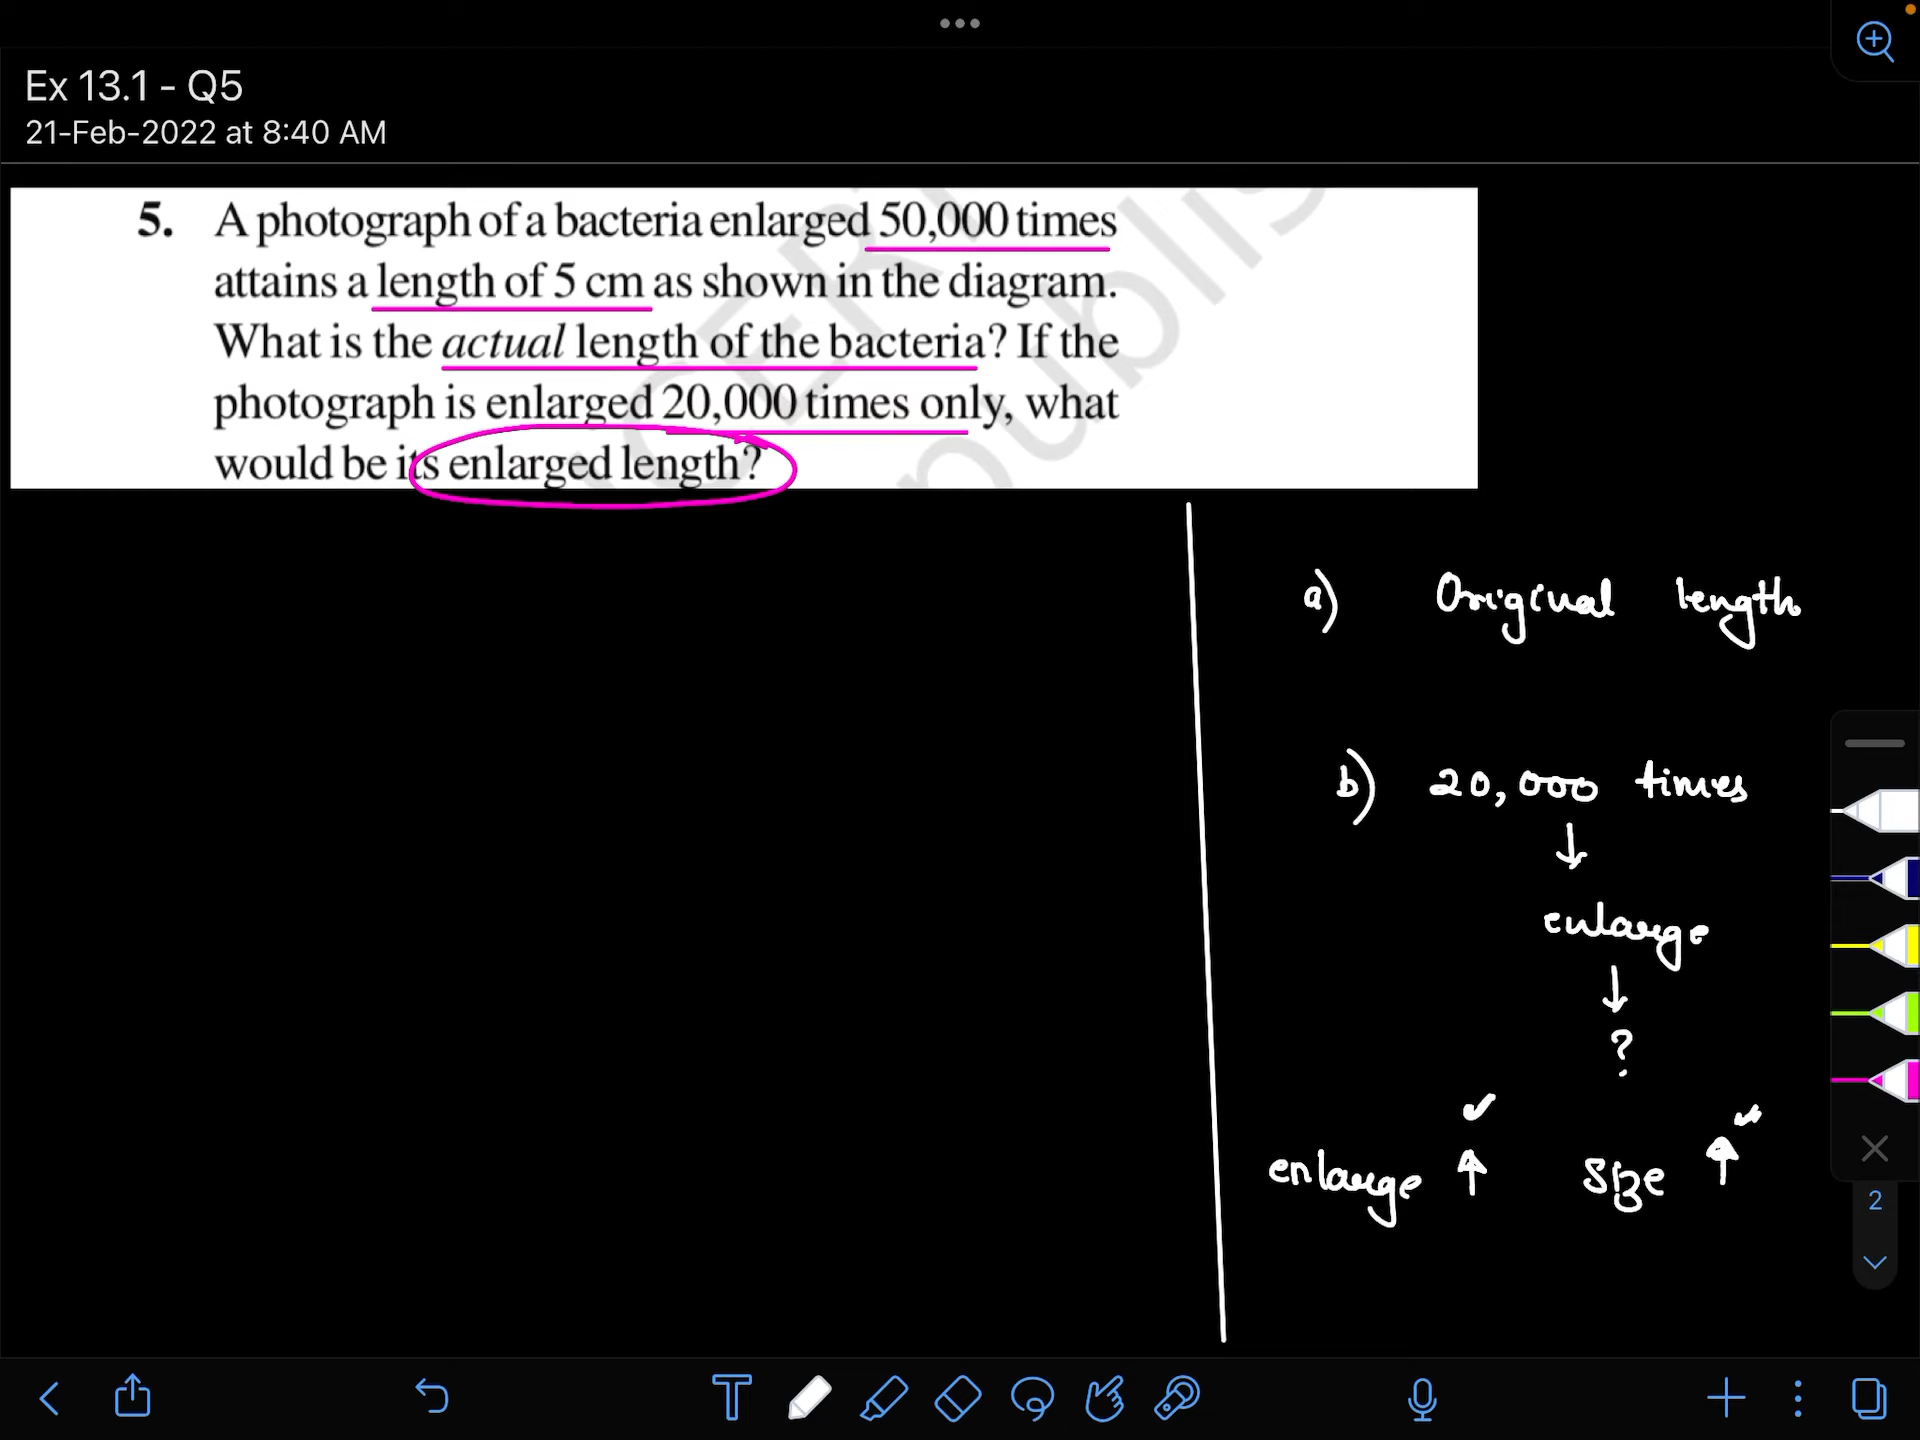 Ex 13.1 - Q5
21-Feb-2022 at 8:40 AM
5. A photograph of a bacteria enlarged 50,000 times
attains a length of 5 cm as shown in the diagram.
What is the actual length of the bacteria? If the
photograph is enlarged 20,000 times only, what
would be its enlarged length?
a) Original length
b) 20,000 times
↓
enlarge
↓
?
enlarge ↑ ✓ Size ↑ ✓
2